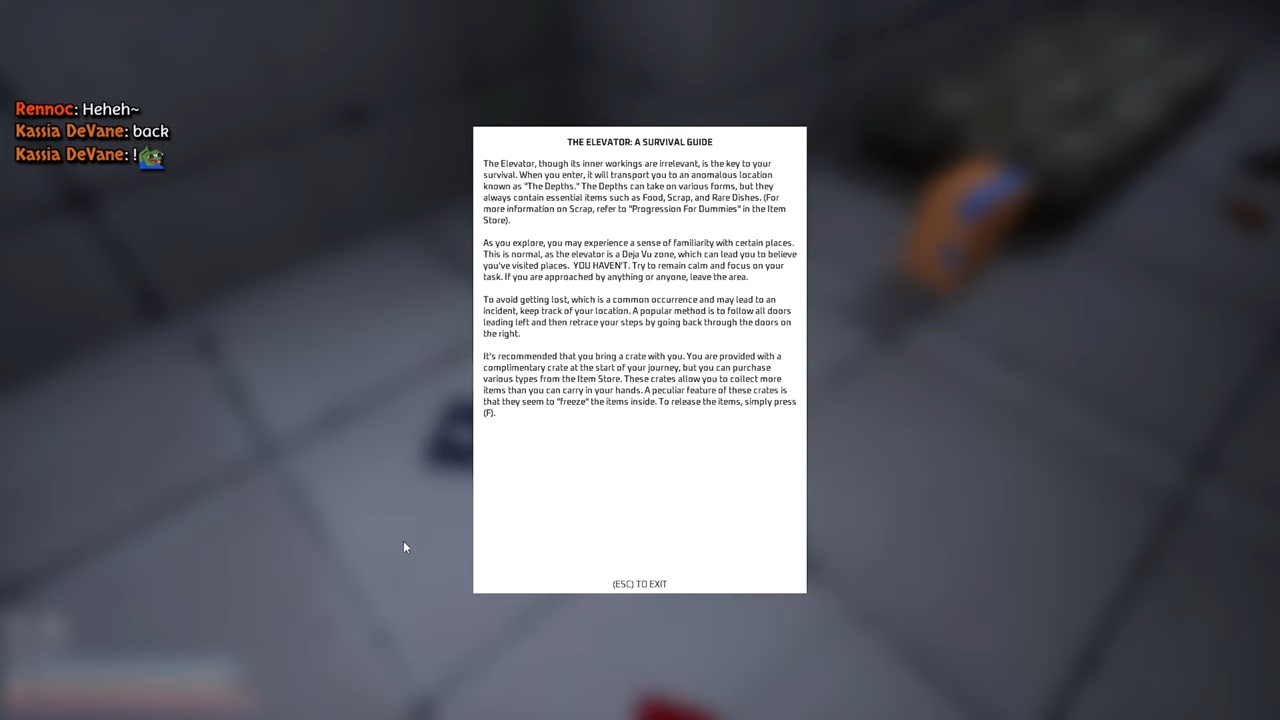 Rennoc: Heheh~
Kassia DeVane: back
Kassia DeVane: !
THE ELEVATOR: A SURVIVAL GUIDE
The Elevator, though its inner workings are irrelevant, is the key to your
survival. When you enter, it will transport you to an anomalous location
known as "The Depths." The Depths can take on various forms, but they
always contain essential items such as Food, Scrap, and Rare Dishes. (For
more information on Scrap, refer to "Progression For Dummies" in the Item
Store).
As you explore, you may experience a sense of familiarity with certain places.
This is normal, as the elevator is a Deja Vu zone, which can lead you to believe
you've visited places. YOU HAVEN'T. Try to remain calm and focus on your
task. If you are approached by anything or anyone, leave the area.
To avoid getting lost, which is a common occurrence and may lead to an
incident, keep track of your location. A popular method is to follow all doors
leading left and then retrace your steps by going back through the doors on
the right.
It's recommended that you bring a crate with you. You are provided with a
complimentary crate at the start of your journey, but you can purchase
various types from the Item Store. These crates allow you to collect more
items than you can carry in your hands. A peculiar feature of these crates is
that they seem to "freeze" the items inside. To release the items, simply press
(F).
(ESC) TO EXIT